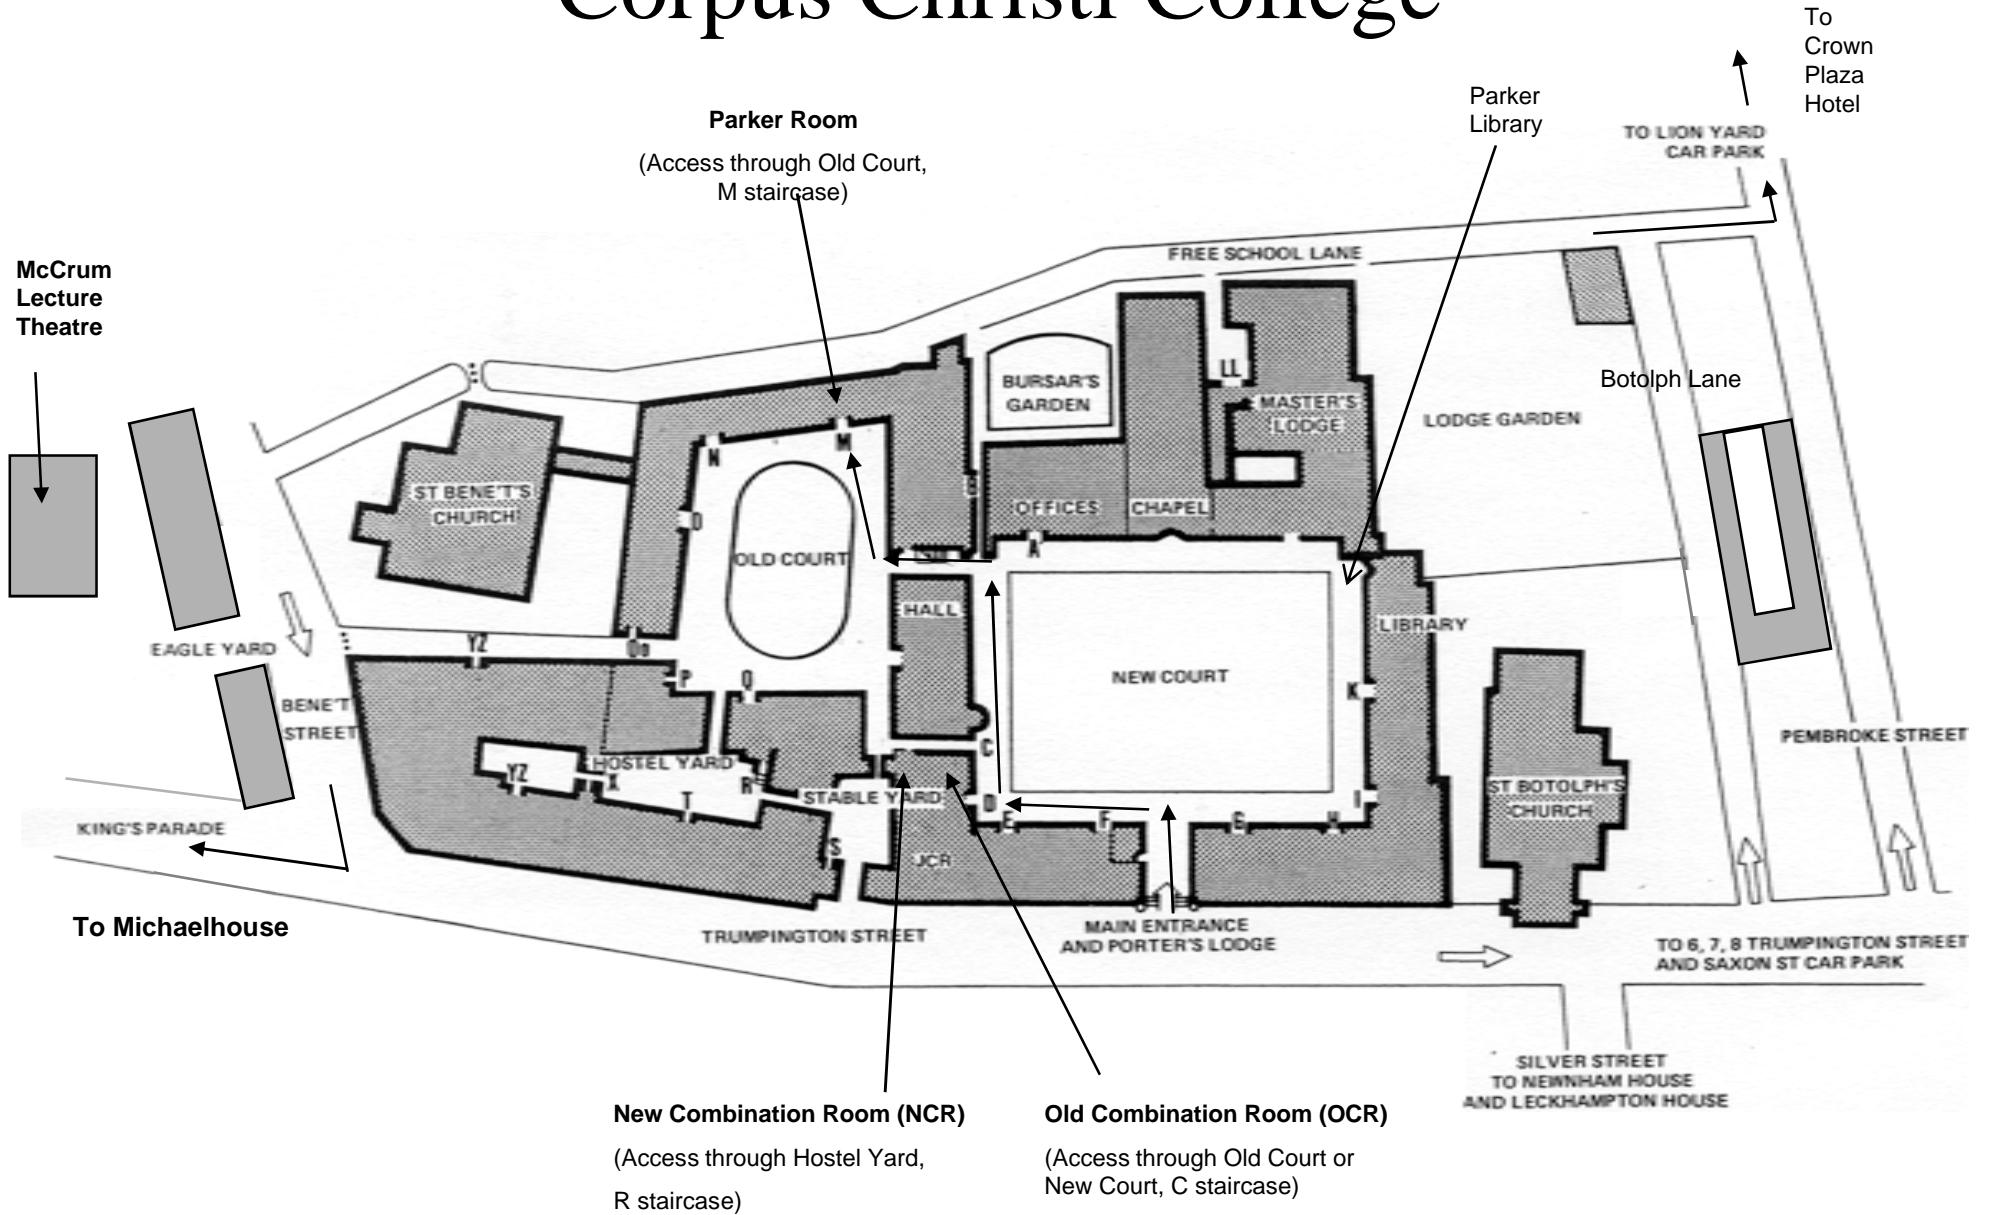 Corpus Christi College
To
Crown
Plaza
Hotel
Parker
Library
Parker Room
(Access through Old Court,
M staircase)
TO LION YARD
CAR PARK
FREE SCHOOL LANE
McCrum
Lecture
Theatre
LL
BURSAR'S
GARDEN
MASTER'S
LODGE
Botolph Lane
LODGE GARDEN
M
N
ST BENE'T'S
CHURCH
B
OFFICES
CHAPEL
O
A
OLD COURT
HALL
LIBRARY
EAGLE YARD
YZ
Oo
P
Q
NEW COURT
K
BENE'T
STREET
C
PEMBROKE STREET
HOSTEL YARD
YZ
X
R
T
STABLE YARD
D
I
ST BOTOLPH'S
CHURCH
KING'S PARADE
E
F
G
H
S
JCR
To Michaelhouse
TRUMPINGTON STREET
MAIN ENTRANCE
AND PORTER'S LODGE
TO 6, 7, 8 TRUMPINGTON STREET
AND SAXON ST CAR PARK
SILVER STREET
TO NEWNHAM HOUSE
AND LECKHAMPTON HOUSE
New Combination Room (NCR)
(Access through Hostel Yard,
R staircase)
Old Combination Room (OCR)
(Access through Old Court or
New Court, C staircase)